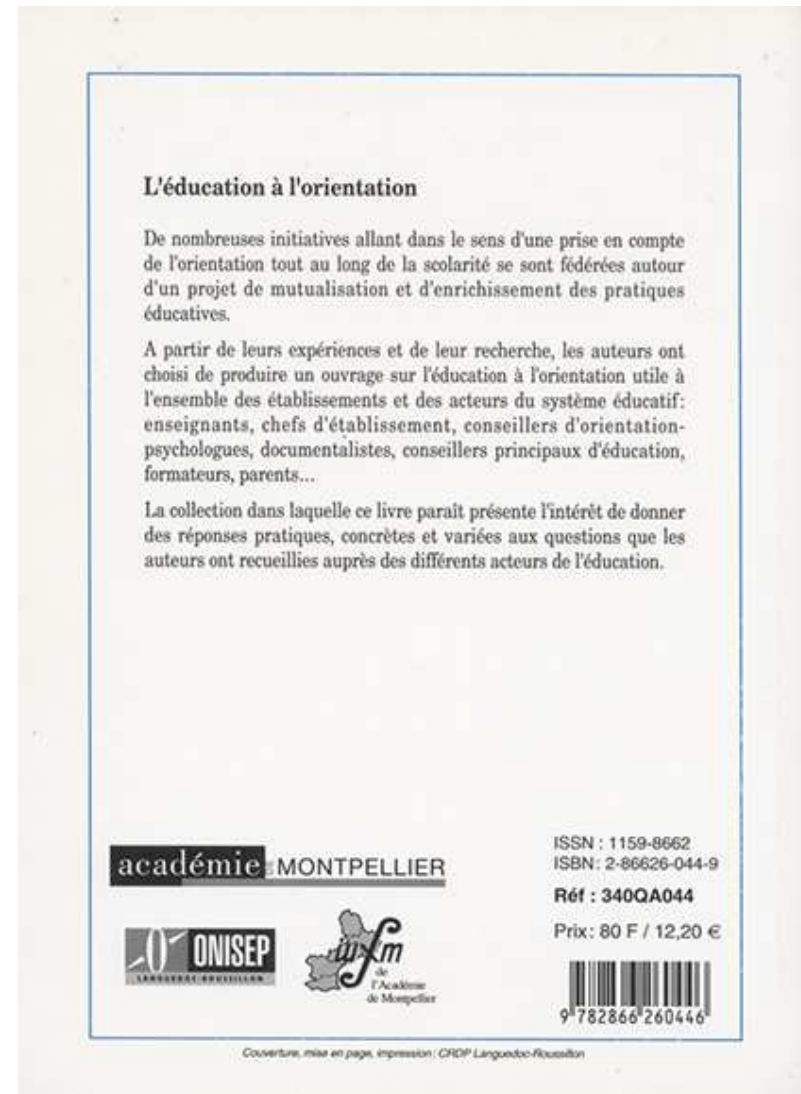 L'éducation à l'orientation
De nombreuses initiatives allant dans le sens d'une prise en compte
de l'orientation tout au long de la scolarité se sont fédérées autour
d'un projet de mutualisation et d'enrichissement des pratiques
éducatives.
A partir de leurs expériences et de leur recherche, les auteurs ont
choisi de produire un ouvrage sur l'éducation à l'orientation utile à
l'ensemble des établissements et des acteurs du système éducatif:
enseignants, chefs d'établissement, conseillers d'orientation-
psychologues, documentalistes, conseillers principaux d'éducation,
formateurs, parents...
La collection dans laquelle ce livre paraît présente l'intérêt de donner
des réponses pratiques, concrètes et variées aux questions que les
auteurs ont recueillies auprès des différents acteurs de l'éducation.
académie MONTPELLIER
ONISEP
LANGUEDOC-ROUSSILLON
de
l'Académie
de Montpellier
ISSN : 1159-8662
ISBN: 2-86626-044-9
Réf : 340QA044
Prix: 80 F / 12,20 €
9 782866 260446
Couverture, mise en page, impression : CRDP Languedoc-Roussillon